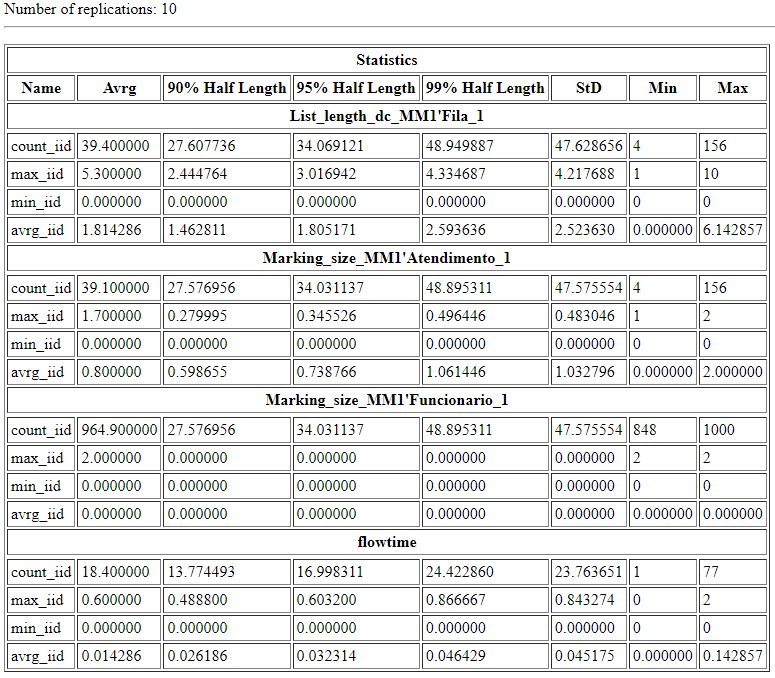 Number of replications: 10
Statistics
Name Avrg 90% Half Length 95% Half Length 99% Half Length StD Min Max
List_length_dc_MM1'Fila_1
count_iid 39.400000 27.607736 34.069121 48.949887 47.628656 4 156
max_iid 5.300000 2.444764 3.016942 4.334687 4.217688 1 10
min_iid 0.000000 0.000000 0.000000 0.000000 0.000000 0 0
avrg_iid 1.814286 1.462811 1.805171 2.593636 2.523630 0.000000 6.142857
Marking_size_MM1'Atendimento_1
count_iid 39.100000 27.576956 34.031137 48.895311 47.575554 4 156
max_iid 1.700000 0.279995 0.345526 0.496446 0.483046 1 2
min_iid 0.000000 0.000000 0.000000 0.000000 0.000000 0 0
avrg_iid 0.800000 0.598655 0.738766 1.061446 1.032796 0.000000 2.000000
Marking_size_MM1'Funcionario_1
count_iid 964.900000 27.576956 34.031137 48.895311 47.575554 848 1000
max_iid 2.000000 0.000000 0.000000 0.000000 0.000000 2 2
min_iid 0.000000 0.000000 0.000000 0.000000 0.000000 0 0
avrg_iid 0.000000 0.000000 0.000000 0.000000 0.000000 0.000000 0.000000
flowtime
count_iid 18.400000 13.774493 16.998311 24.422860 23.763651 1 77
max_iid 0.600000 0.488800 0.603200 0.866667 0.843274 0 2
min_iid 0.000000 0.000000 0.000000 0.000000 0.000000 0 0
avrg_iid 0.014286 0.026186 0.032314 0.046429 0.045175 0.000000 0.142857